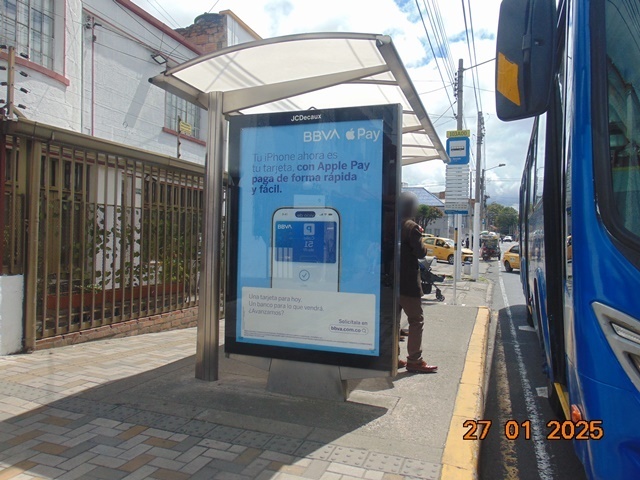 JCDecaux
BBVA Pay
Tu iPhone ahora es
tu tarjeta, con Apple Pay
paga de forma rápida
y fácil.
BBVA
Una tarjeta para hoy.
Un banco para lo que vendrá.
¿Avanzamos?
Solicítala en
bbva.com.co
27 01 2025